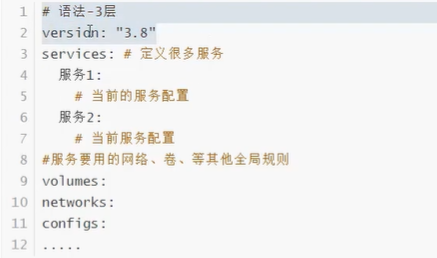 1 # 语法-3层
2 version: "3.8"
3 services: # 定义很多服务
4   服务1:
5     # 当前的服务配置
6   服务2:
7     # 当前服务配置
8 #服务要用的网络、卷、等其他全局规则
9 volumes:
10 networks:
11 configs:
12 .....